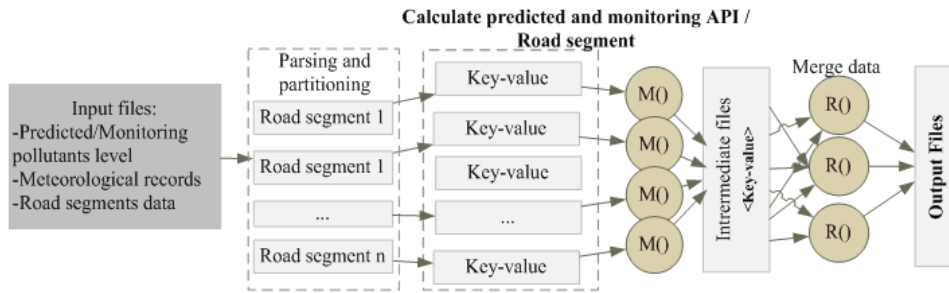 Calculate predicted and monitoring API /
Road segment
Input files:
-Predicted/Monitoring
pollutants level
-Meteorological records
-Road segments data
Parsing and
partitioning
Road segment 1
Road segment 1
...
Road segment n
Key-value
Key-value
Key-value
...
Key-value
M()
M()
M()
M()
Intrermediate files
<Key-value>
Merge data
R()
R()
R()
Output Files